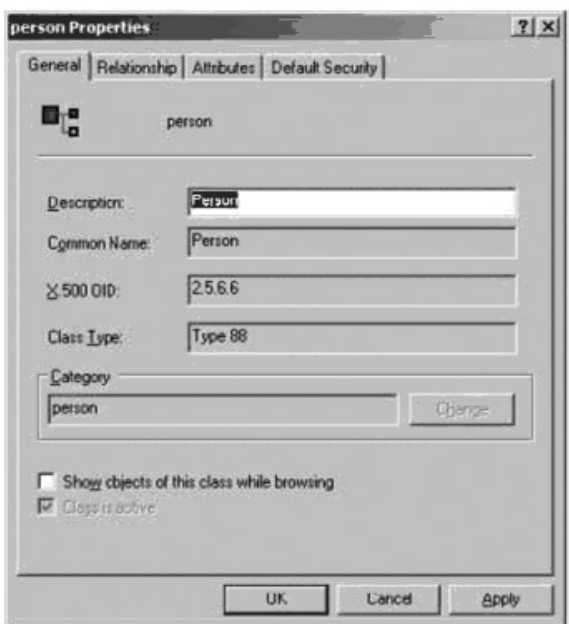 person Properties
General Relationship Attributes Default Security
person
Description: Person
Common Name: Person
X.500 OID: 2.5.6.6
Class Type: Type 88
Category
person Change
Show objects of this class while browsing
Class is active
OK Cancel Apply